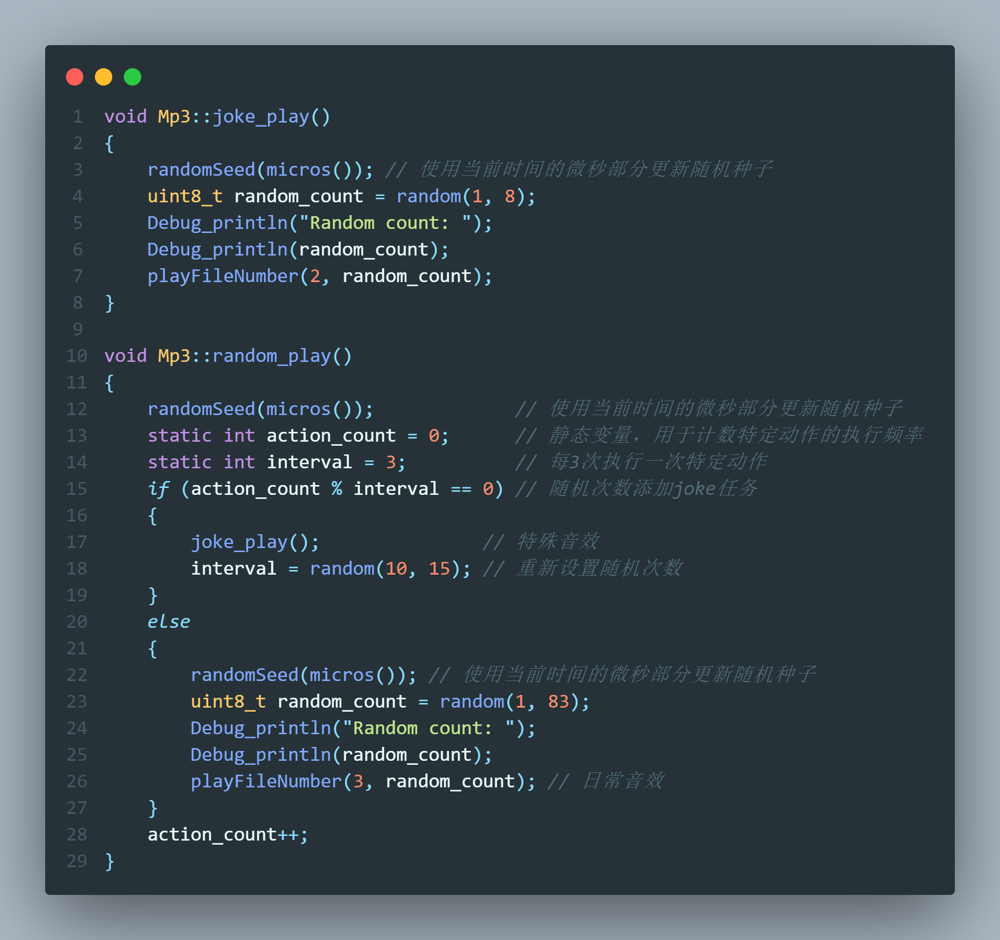 1 void Mp3::joke_play()
2 {
3     randomSeed(micros()); // 使用当前时间的微秒部分更新随机种子
4     uint8_t random_count = random(1, 8);
5     Debug_println("Random count: ");
6     Debug_println(random_count);
7     playFileNumber(2, random_count);
8 }
9
10 void Mp3::random_play()
11 {
12     randomSeed(micros());             // 使用当前时间的微秒部分更新随机种子
13     static int action_count = 0;      // 静态变量，用于计数特定动作的执行频率
14     static int interval = 3;          // 每3次执行一次特定动作
15     if (action_count % interval == 0) // 随机次数添加joke任务
16     {
17         joke_play();               // 特殊音效
18         interval = random(10, 15); // 重新设置随机次数
19     }
20     else
21     {
22         randomSeed(micros()); // 使用当前时间的微秒部分更新随机种子
23         uint8_t random_count = random(1, 83);
24         Debug_println("Random count: ");
25         Debug_println(random_count);
26         playFileNumber(3, random_count); // 日常音效
27     }
28     action_count++;
29 }